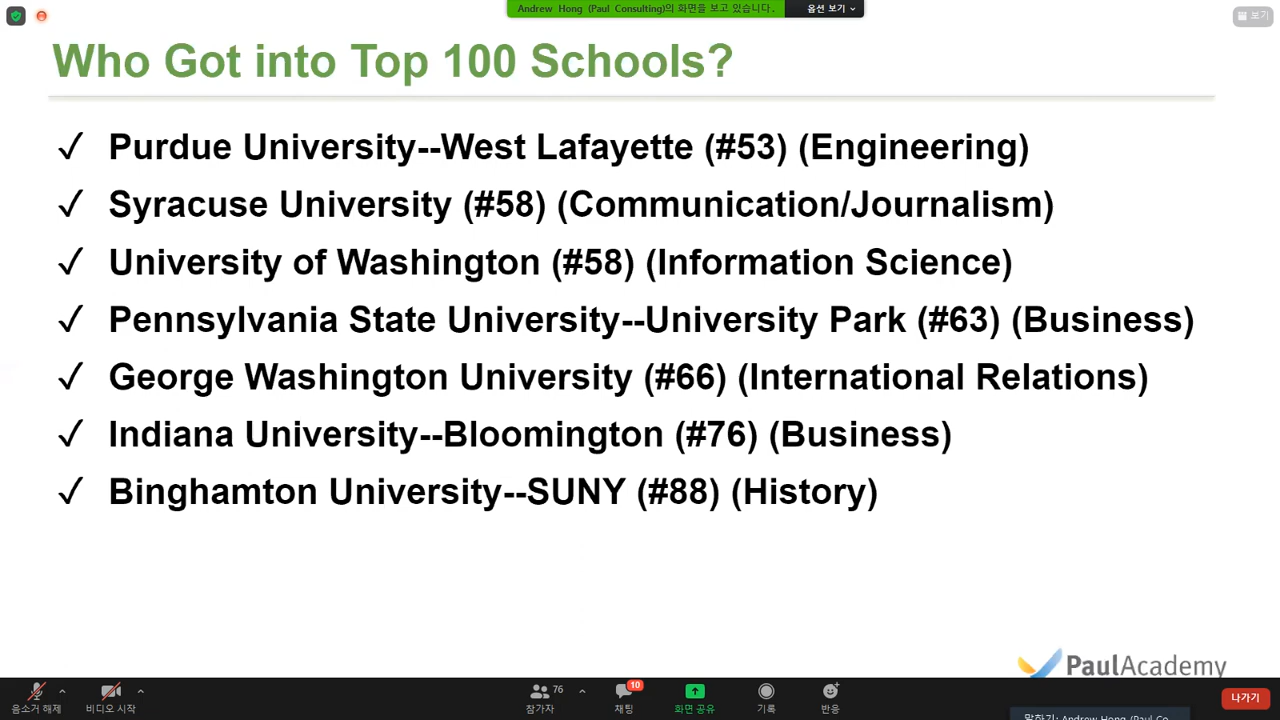 Andrew Hong (Paul Consulting)의 화면을 보고 있습니다.
옵션 보기
보기
Who Got into Top 100 Schools?
✓ Purdue University--West Lafayette (#53) (Engineering)
✓ Syracuse University (#58) (Communication/Journalism)
✓ University of Washington (#58) (Information Science)
✓ Pennsylvania State University--University Park (#63) (Business)
✓ George Washington University (#66) (International Relations)
✓ Indiana University--Bloomington (#76) (Business)
✓ Binghamton University--SUNY (#88) (History)
PaulAcademy
음소거 해제
비디오 시작
76
참가자
10
채팅
화면 공유
기록
반응
나가기
말하기: Andrew Hong (Paul Co...